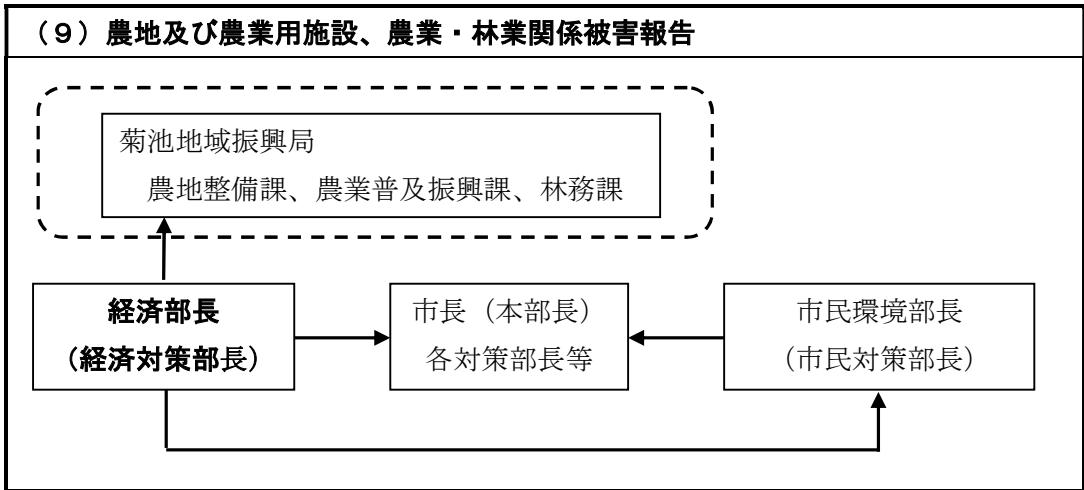 （９）農地及び農業用施設、農業・林業関係被害報告
菊池地域振興局
農地整備課、農業普及振興課、林務課
経済部長
（経済対策部長）
市長（本部長）
各対策部長等
市民環境部長
（市民対策部長）